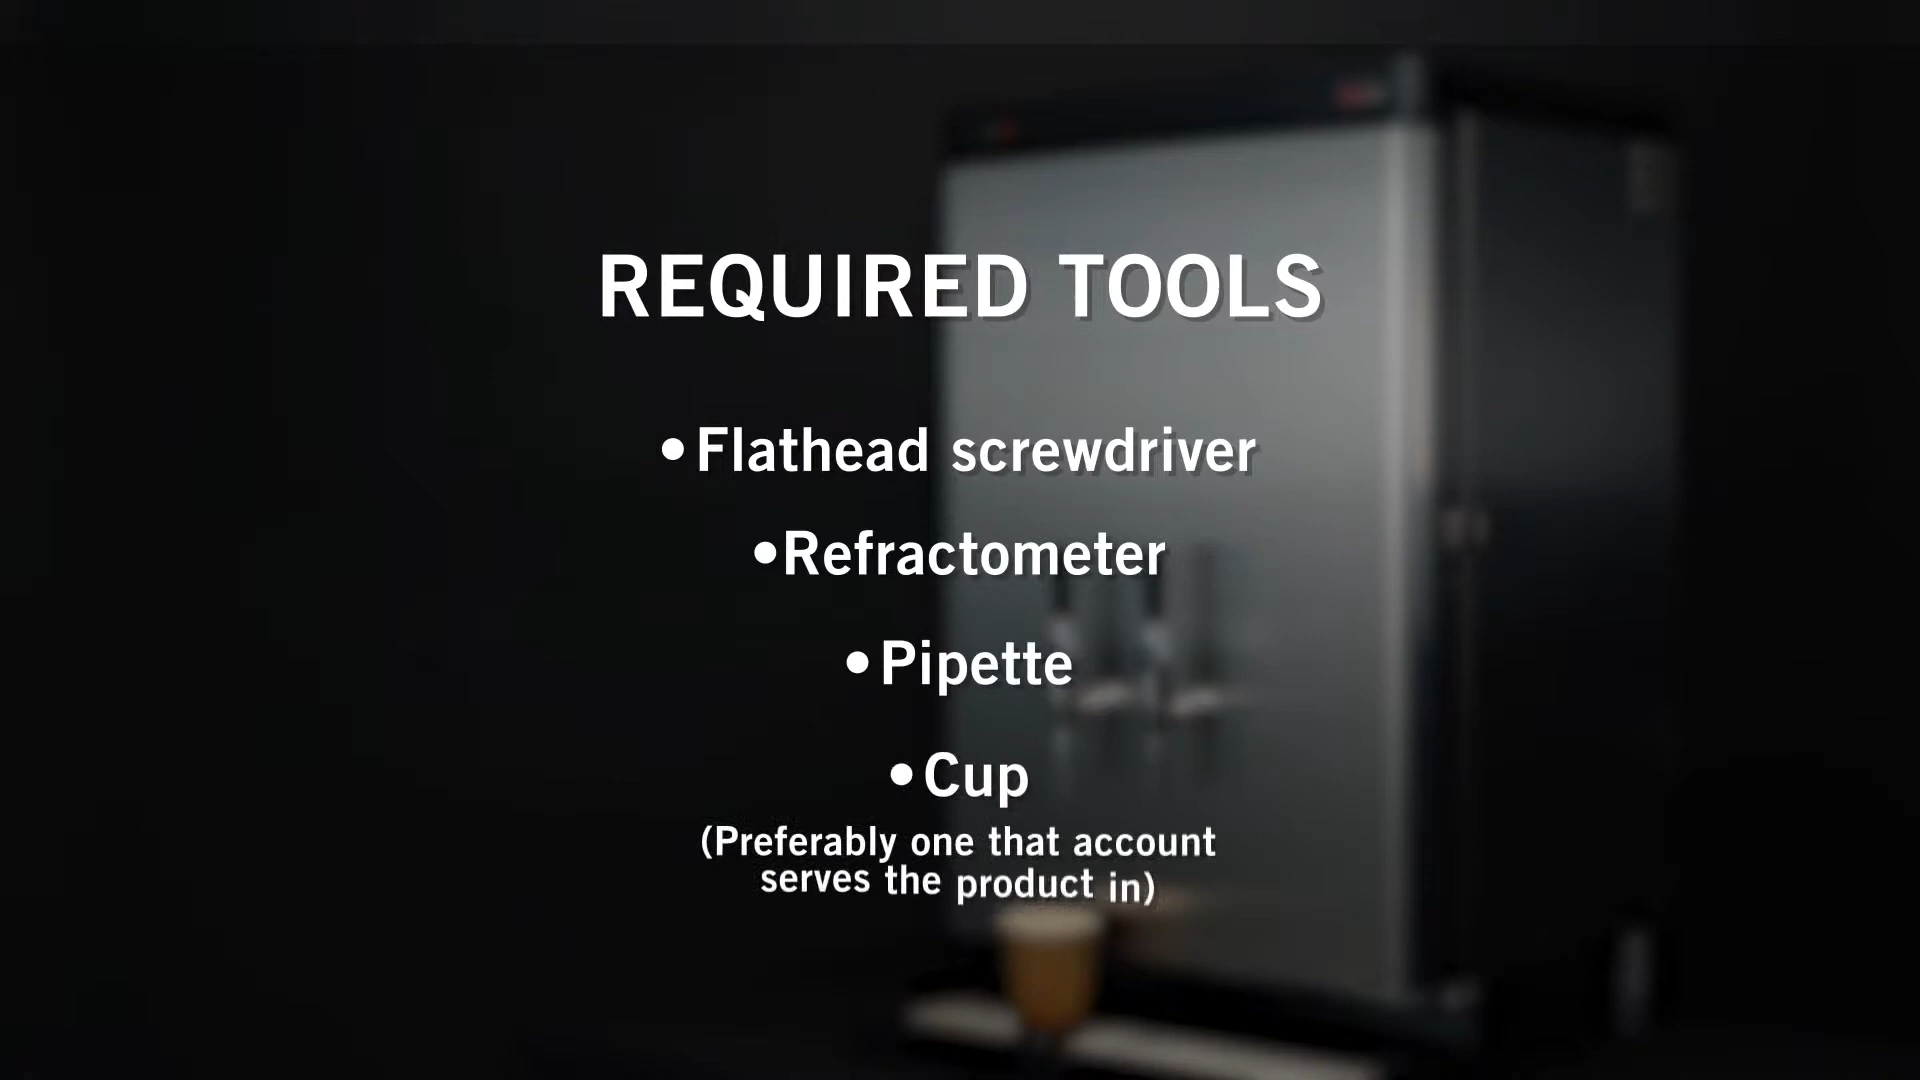 REQUIRED TOOLS
•Flathead screwdriver
•Refractometer
•Pipette
•Cup
(Preferably one that account
serves the product in)